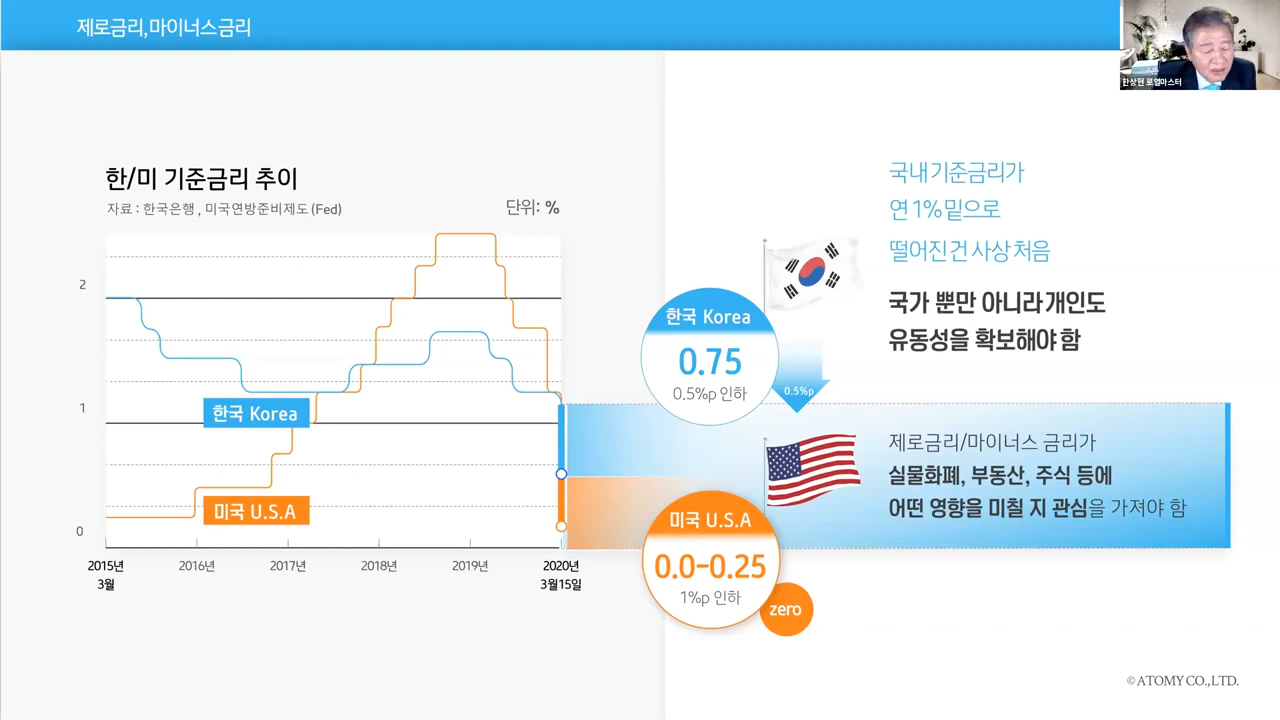 제로금리,마이너스금리
한상현 로열마스터
한/미 기준금리 추이
자료 : 한국은행 , 미국연방준비제도(Fed)
단위: %
2
1
0
한국 Korea
미국 U.S.A
2015년
3월
2016년
2017년
2018년
2019년
2020년
3월15일
한국 Korea
0.75
0.5%p 인하
0.5%p
미국 U.S.A
0.0-0.25
1%p 인하
zero
국내기준금리가
연 1%밑으로
떨어진건 사상 처음
국가 뿐만 아니라 개인도
유동성을 확보해야 함
제로금리/마이너스 금리가
실물화폐, 부동산, 주식 등에
어떤 영향을 미칠 지 관심을 가져야 함
© ATOMY CO.,LTD.